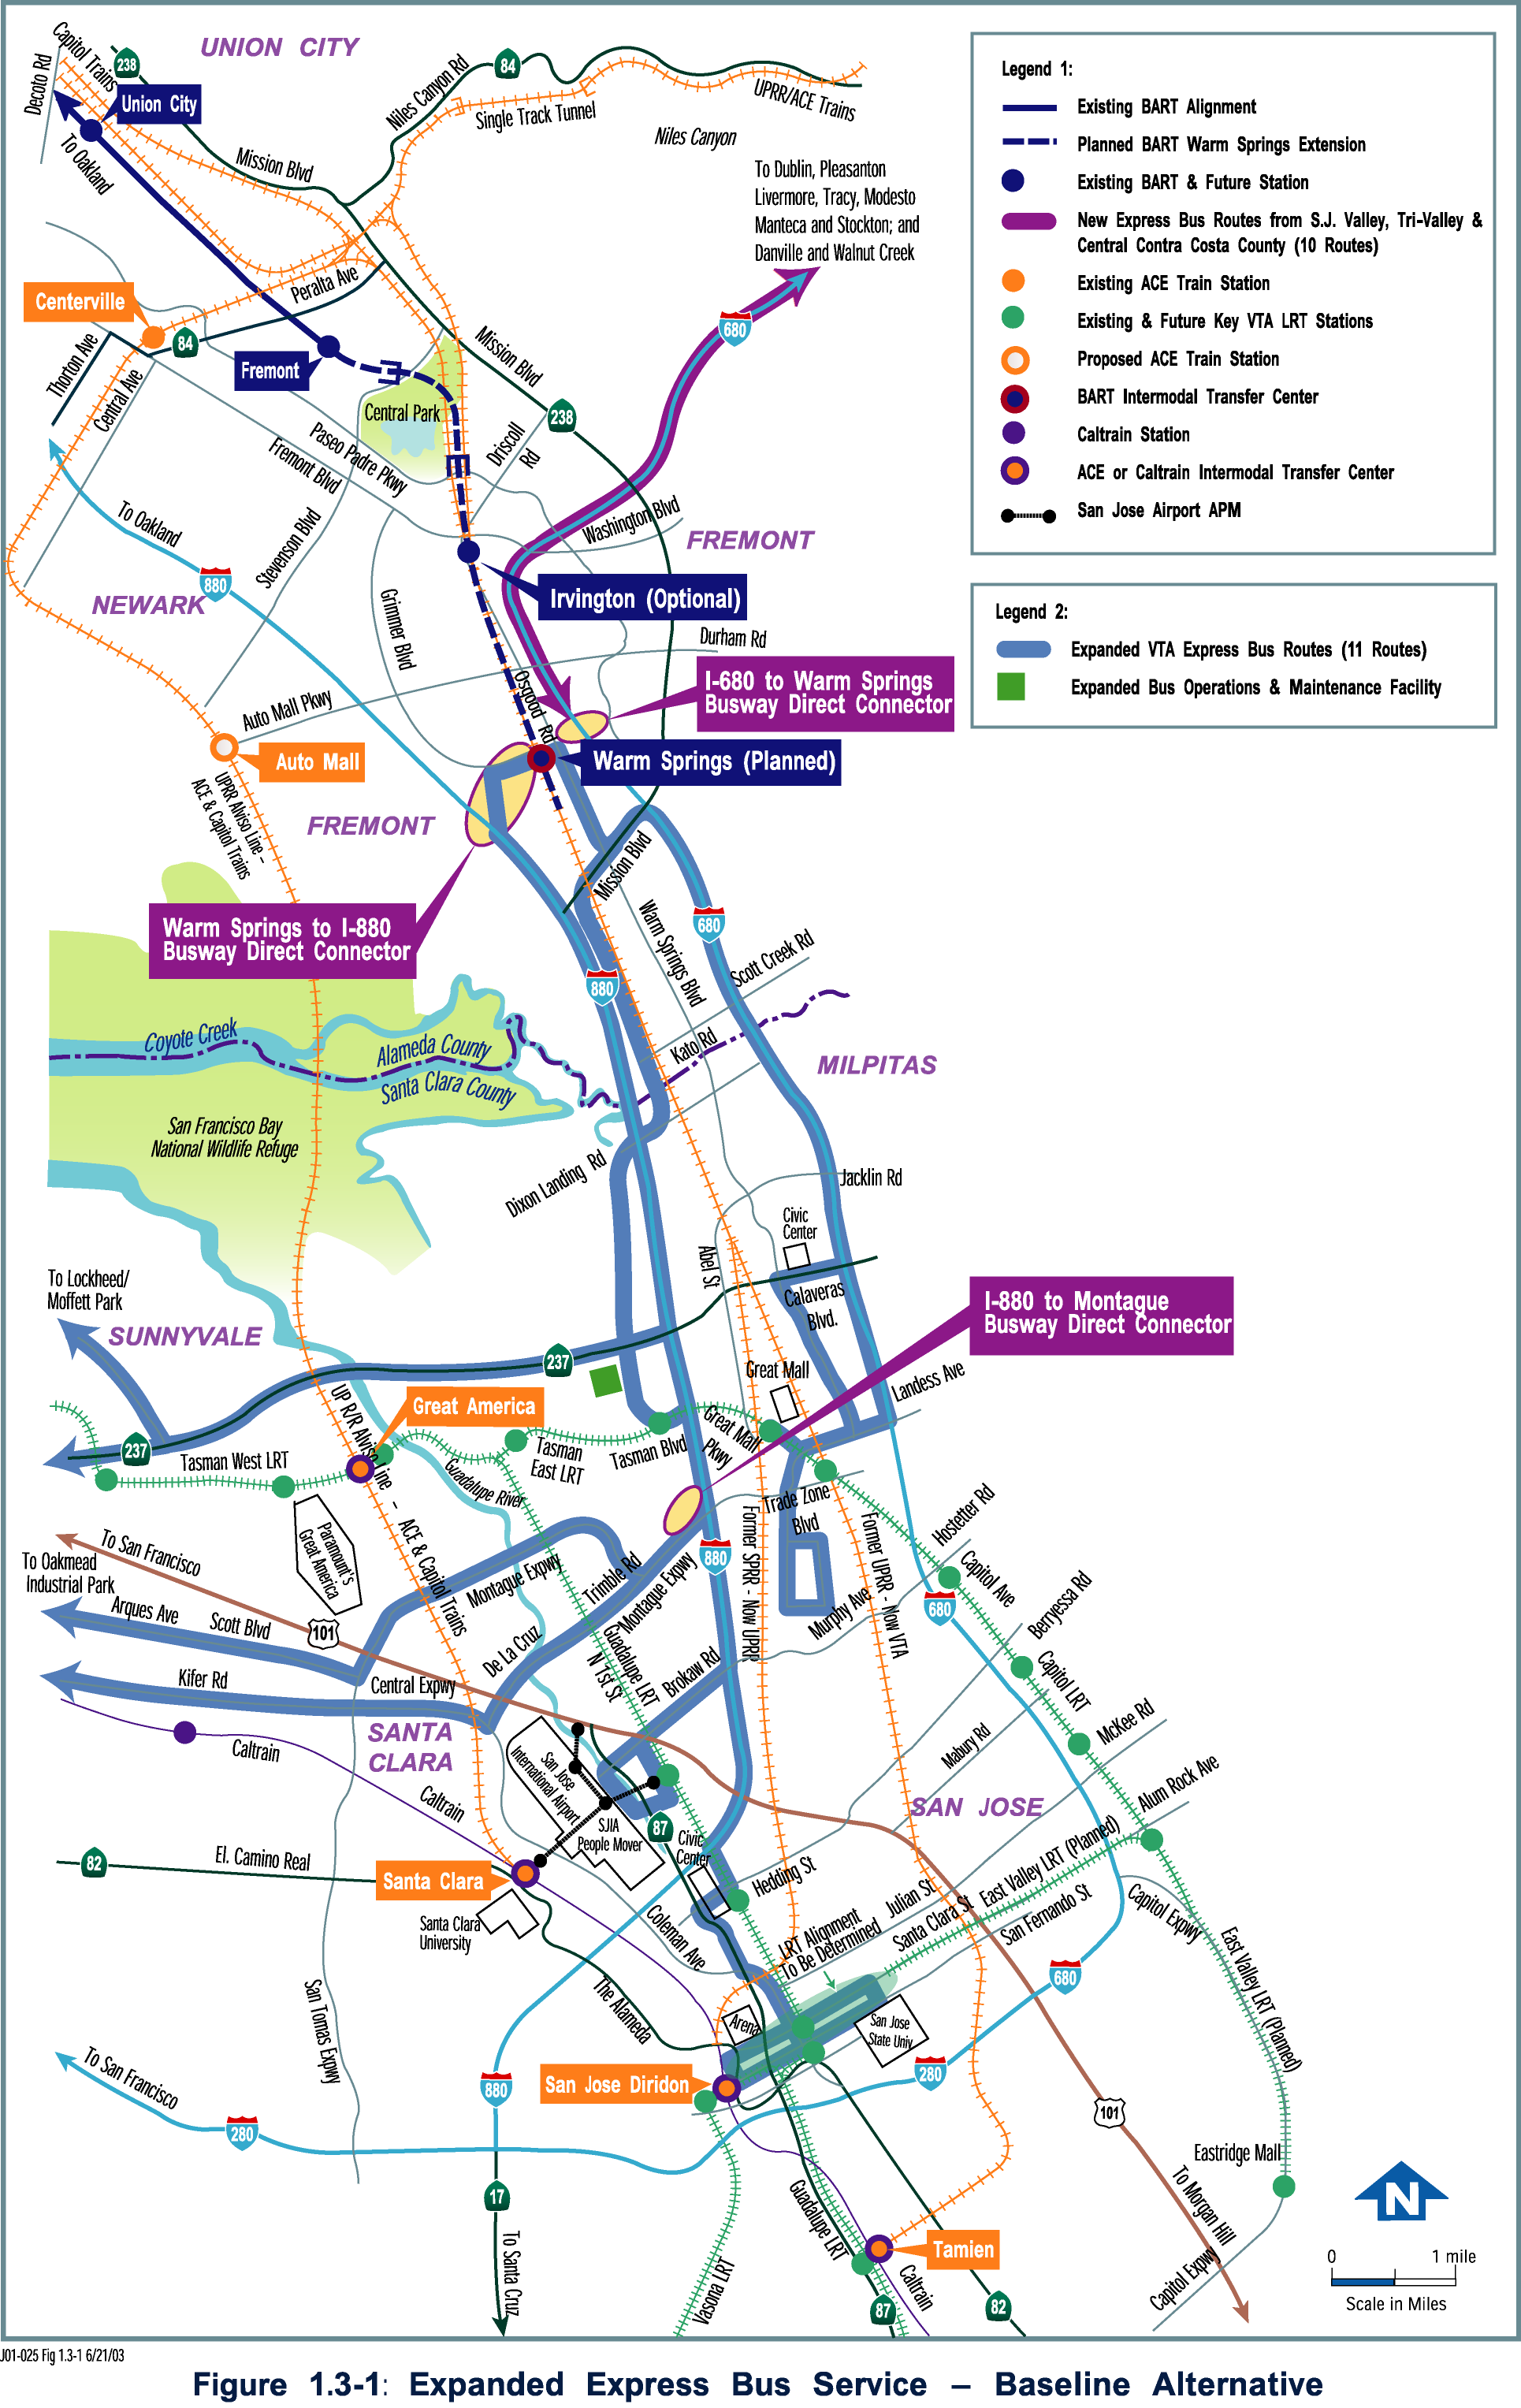 UNION CITY
Capitol Trains
238
Decoto Rd
Union City
To Oakland
Mission Blvd
Niles Canyon Rd
84
Single Track Tunnel
UPRR/ACE Trains
Niles Canyon
To Dublin, Pleasanton
Livermore, Tracy, Modesto
Manteca and Stockton; and
Danville and Walnut Creek
680
Legend 1:
Existing BART Alignment
Planned BART Warm Springs Extension
Existing BART & Future Station
New Express Bus Routes from S.J. Valley, Tri-Valley &
Central Contra Costa County (10 Routes)
Existing ACE Train Station
Existing & Future Key VTA LRT Stations
Proposed ACE Train Station
BART Intermodal Transfer Center
Caltrain Station
ACE or Caltrain Intermodal Transfer Center
San Jose Airport APM
Legend 2:
Expanded VTA Express Bus Routes (11 Routes)
Expanded Bus Operations & Maintenance Facility
Centerville
Peralta Ave
84
Thorton Ave
Central Ave
Fremont
Mission Blvd
238
Central Park
Driscoll
Rd
Paseo Padre Pkwy
Fremont Blvd
To Oakland
880
Stevenson Blvd
Washington Blvd
FREMONT
NEWARK
Grimmer Blvd
Irvington (Optional)
Durham Rd
Osgood Rd
I-680 to Warm Springs
Busway Direct Connector
Auto Mall Pkwy
Auto Mall
Warm Springs (Planned)
UPRR Alviso Line –
ACE & Capitol Trains
FREMONT
Mission Blvd
Warm Springs to I-880
Busway Direct Connector
Warm Springs Blvd
680
880
Scott Creek Rd
Kato Rd
Coyote Creek
Alameda County
Santa Clara County
MILPITAS
San Francisco Bay
National Wildlife Refuge
Dixon Landing Rd
Jacklin Rd
Civic
Center
Abel St
Calaveras
Blvd.
To Lockheed/
Moffett Park
SUNNYVALE
I-880 to Montague
Busway Direct Connector
237
Great Mall
Landess Ave
UP R/R Alviso Line – ACE & Capitol Trains
Great America
237
Tasman West LRT
Tasman
East LRT
Tasman Blvd
Great Mall
Pkwy
Guadalupe River
Trade Zone
Blvd
Former SPRR - Now UPRR
Former UPRR - Now VTA
Hostetter Rd
Paramount's
Great America
To San Francisco
To Oakmead
Industrial Park
Arques Ave
Scott Blvd
101
Montague Expwy
Trimble Rd
Montague Expwy
880
Murphy Ave
Capitol Ave
680
Berryessa Rd
De La Cruz
Guadalupe LRT
N 1st St
Brokaw Rd
Kifer Rd
Central Expwy
Capitol LRT
McKee Rd
Caltrain
SANTA
CLARA
San Jose
International Airport
Mabury Rd
Caltrain
SJIA
People Mover
87
SAN JOSE
Alum Rock Ave
Civic
Center
82
El. Camino Real
Santa Clara
Hedding St
Santa Clara
University
Coleman Ave
LRT Alignment
To Be Determined
Julian St
Santa Clara St
East Valley LRT (Planned)
San Fernando St
Capitol Expwy
East Valley LRT (Planned)
680
San Tomas Expwy
The Alameda
Arena
San Jose
State Univ
To San Francisco
280
San Jose Diridon
880
280
101
17
To Santa Cruz
Eastridge Mall
To Morgan Hill
Capitol Expwy
Guadalupe LRT
Vasona LRT
Tamien
Caltrain
87
82
N
0
1 mile
Scale in Miles
J01-025 Fig 1.3-1 6/21/03
Figure 1.3-1: Expanded Express Bus Service – Baseline Alternative